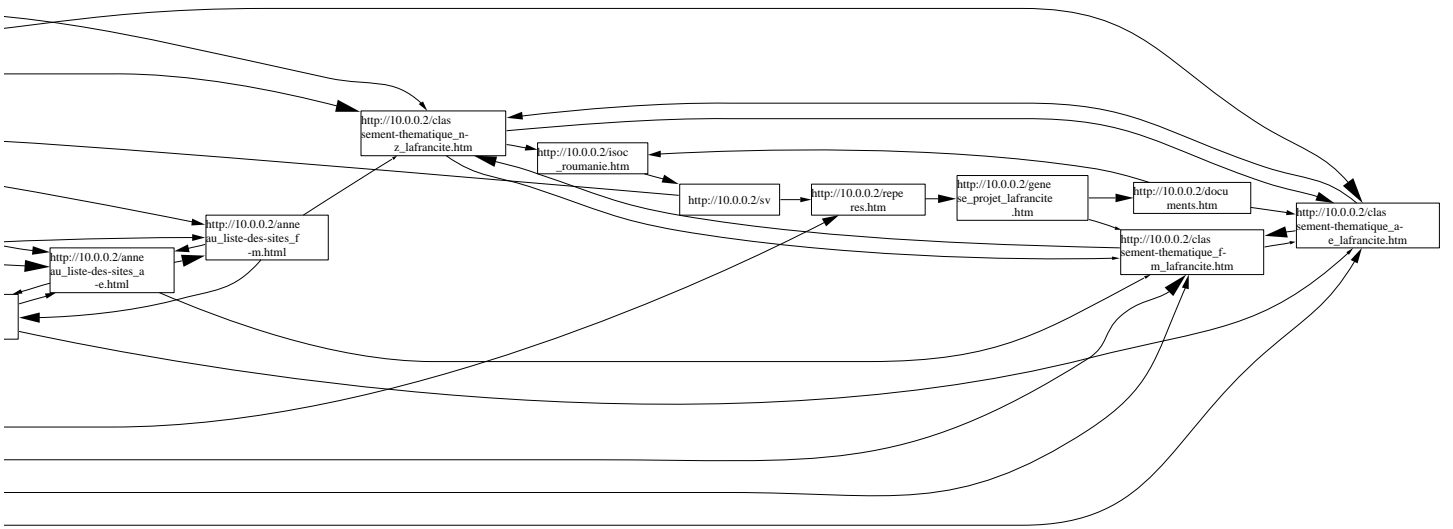 http://10.0.0.2/clas
sement-thematique_n-
z_lafrancite.htm
http://10.0.0.2/isoc
_roumanie.htm
http://10.0.0.2/sv
http://10.0.0.2/repe
res.htm
http://10.0.0.2/gene
se_projet_lafrancite
.htm
http://10.0.0.2/docu
ments.htm
http://10.0.0.2/clas
sement-thematique_a-
e_lafrancite.htm
http://10.0.0.2/anne
au_liste-des-sites_f
-m.html
http://10.0.0.2/clas
sement-thematique_f-
m_lafrancite.htm
http://10.0.0.2/anne
au_liste-des-sites_a
-e.html